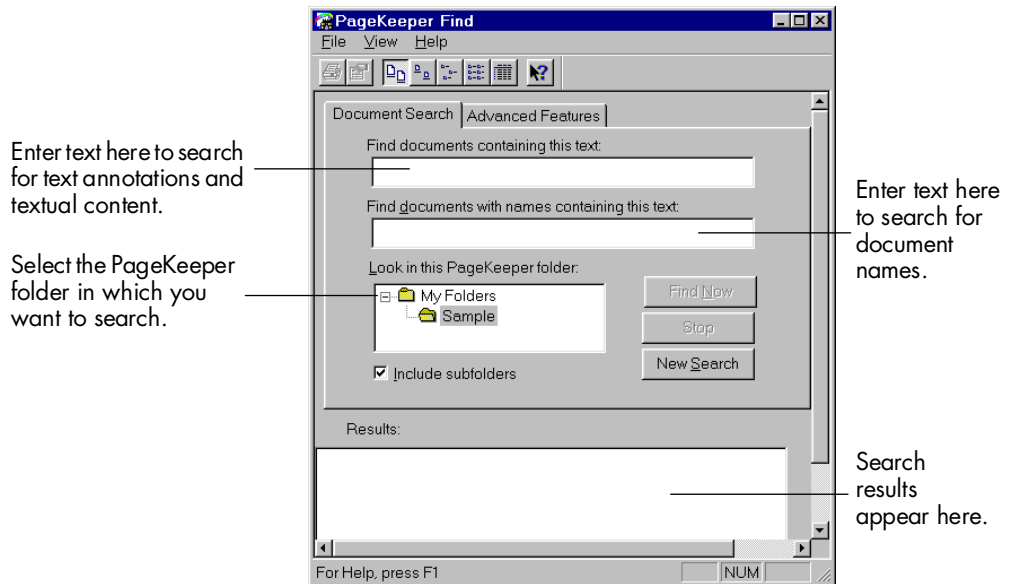 PageKeeper Find
File View Help
Document Search
Advanced Features
Enter text here to search
for text annotations and
textual content.
Find documents containing this text:
Find documents with names containing this text:
Enter text here
to search for
document
names.
Select the PageKeeper
folder in which you
want to search.
Look in this PageKeeper folder:
My Folders
Sample
Find Now
Stop
New Search
Include subfolders
Results:
Search
results
appear here.
For Help, press F1
NUM